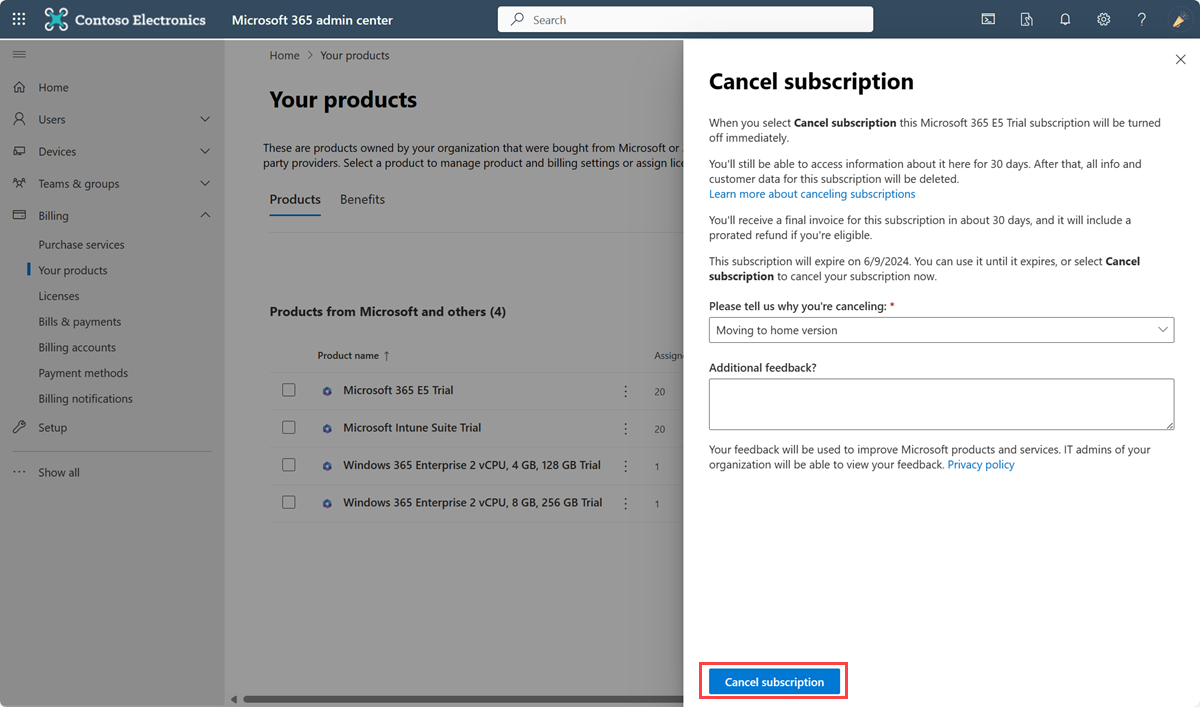 Contoso Electronics
Microsoft 365 admin center
Search
Home
Users
Devices
Teams & groups
Billing
Purchase services
Your products
Licenses
Bills & payments
Billing accounts
Payment methods
Billing notifications
Setup
Show all
Home > Your products
Your products
These are products owned by your organization that were bought from Microsoft or
party providers. Select a product to manage product and billing settings or assign lice
Products
Benefits
Products from Microsoft and others (4)
Product name ↑
Assigne
Microsoft 365 E5 Trial
20
Microsoft Intune Suite Trial
20
Windows 365 Enterprise 2 vCPU, 4 GB, 128 GB Trial
1
Windows 365 Enterprise 2 vCPU, 8 GB, 256 GB Trial
1
Cancel subscription
When you select Cancel subscription this Microsoft 365 E5 Trial subscription will be turned
off immediately.
You'll still be able to access information about it here for 30 days. After that, all info and
customer data for this subscription will be deleted.
Learn more about canceling subscriptions
You'll receive a final invoice for this subscription in about 30 days, and it will include a
prorated refund if you're eligible.
This subscription will expire on 6/9/2024. You can use it until it expires, or select Cancel
subscription to cancel your subscription now.
Please tell us why you're canceling: *
Moving to home version
Additional feedback?
Your feedback will be used to improve Microsoft products and services. IT admins of your
organization will be able to view your feedback. Privacy policy
Cancel subscription